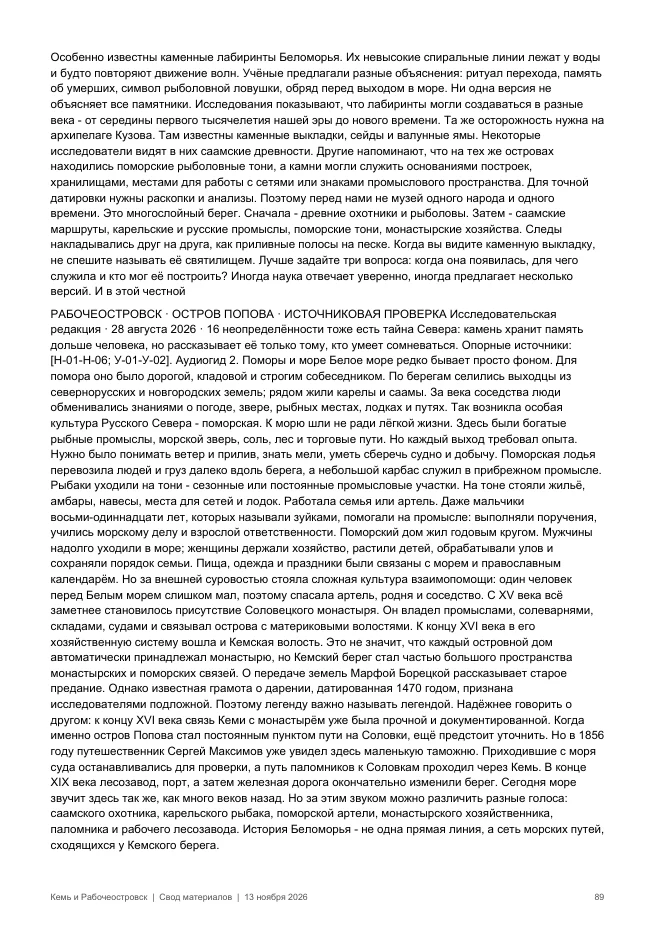 Особенно известны каменные лабиринты Беломорья. Их невысокие спиральные линии лежат у воды
и будто повторяют движение волн. Учёные предлагали разные объяснения: ритуал перехода, память
об умерших, символ рыболовной ловушки, обряд перед выходом в море. Ни одна версия не
объясняет все памятники. Исследования показывают, что лабиринты могли создаваться в разные
века - от середины первого тысячелетия нашей эры до нового времени. Та же осторожность нужна на
архипелаге Кузова. Там известны каменные выкладки, сейды и валунные ямы. Некоторые
исследователи видят в них саамские древности. Другие напоминают, что на тех же островах
находились поморские рыболовные тони, а камни могли служить основаниями построек,
хранилищами, местами для работы с сетями или знаками промыслового пространства. Для точной
датировки нужны раскопки и анализы. Поэтому перед нами не музей одного народа и одного
времени. Это многослойный берег. Сначала - древние охотники и рыболовы. Затем - саамские
маршруты, карельские и русские промыслы, поморские тони, монастырские хозяйства. Следы
накладывались друг на друга, как приливные полосы на песке. Когда вы видите каменную выкладку,
не спешите называть её святилищем. Лучше задайте три вопроса: когда она появилась, для чего
служила и кто мог её построить? Иногда наука отвечает уверенно, иногда предлагает несколько
версий. И в этой честной
РАБОЧЕОСТРОВСК · ОСТРОВ ПОПОВА · ИСТОЧНИКОВАЯ ПРОВЕРКА Исследовательская
редакция · 28 августа 2026 · 16 неопределённости тоже есть тайна Севера: камень хранит память
дольше человека, но рассказывает её только тому, кто умеет сомневаться. Опорные источники:
[Н-01-Н-06; У-01-У-02]. Аудиогид 2. Поморы и море Белое море редко бывает просто фоном. Для
помора оно было дорогой, кладовой и строгим собеседником. По берегам селились выходцы из
севернорусских и новгородских земель; рядом жили карелы и саамы. За века соседства люди
обменивались знаниями о погоде, звере, рыбных местах, лодках и путях. Так возникла особая
культура Русского Севера - поморская. К морю шли не ради лёгкой жизни. Здесь были богатые
рыбные промыслы, морской зверь, соль, лес и торговые пути. Но каждый выход требовал опыта.
Нужно было понимать ветер и прилив, знать мели, уметь сберечь судно и добычу. Поморская лодья
перевозила людей и груз далеко вдоль берега, а небольшой карбас служил в прибрежном промысле.
Рыбаки уходили на тони - сезонные или постоянные промысловые участки. На тоне стояли жильё,
амбары, навесы, места для сетей и лодок. Работала семья или артель. Даже мальчики
восьми-одиннадцати лет, которых называли зуйками, помогали на промысле: выполняли поручения,
учились морскому делу и взрослой ответственности. Поморский дом жил годовым кругом. Мужчины
надолго уходили в море; женщины держали хозяйство, растили детей, обрабатывали улов и
сохраняли порядок семьи. Пища, одежда и праздники были связаны с морем и православным
календарём. Но за внешней суровостью стояла сложная культура взаимопомощи: один человек
перед Белым морем слишком мал, поэтому спасала артель, родня и соседство. С XV века всё
заметнее становилось присутствие Соловецкого монастыря. Он владел промыслами, солеварнями,
складами, судами и связывал острова с материковыми волостями. К концу XVI века в его
хозяйственную систему вошла и Кемская волость. Это не значит, что каждый островной дом
автоматически принадлежал монастырю, но Кемский берег стал частью большого пространства
монастырских и поморских связей. О передаче земель Марфой Борецкой рассказывает старое
предание. Однако известная грамота о дарении, датированная 1470 годом, признана
исследователями подложной. Поэтому легенду важно называть легендой. Надёжнее говорить о
другом: к концу XVI века связь Кеми с монастырём уже была прочной и документированной. Когда
именно остров Попова стал постоянным пунктом пути на Соловки, ещё предстоит уточнить. Но в 1856
году путешественник Сергей Максимов уже увидел здесь маленькую таможню. Приходившие с моря
суда останавливались для проверки, а путь паломников к Соловкам проходил через Кемь. В конце
XIX века лесозавод, порт, а затем железная дорога окончательно изменили берег. Сегодня море
звучит здесь так же, как много веков назад. Но за этим звуком можно различить разные голоса:
саамского охотника, карельского рыбака, поморской артели, монастырского хозяйственника,
паломника и рабочего лесозавода. История Беломорья - не одна прямая линия, а сеть морских путей,
сходящихся у Кемского берега.
Кемь и Рабочеостровск | Свод материалов | 13 ноября 2026
89